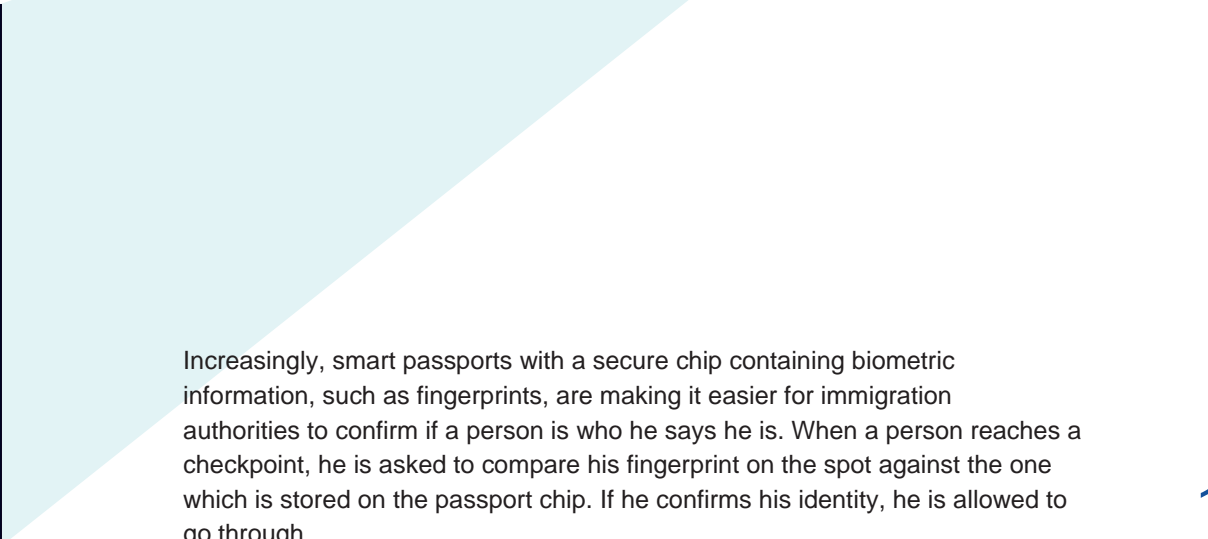 Increasingly, smart passports with a secure chip containing biometric
information, such as fingerprints, are making it easier for immigration
authorities to confirm if a person is who he says he is. When a person reaches a
checkpoint, he is asked to compare his fingerprint on the spot against the one
which is stored on the passport chip. If he confirms his identity, he is allowed to
go through